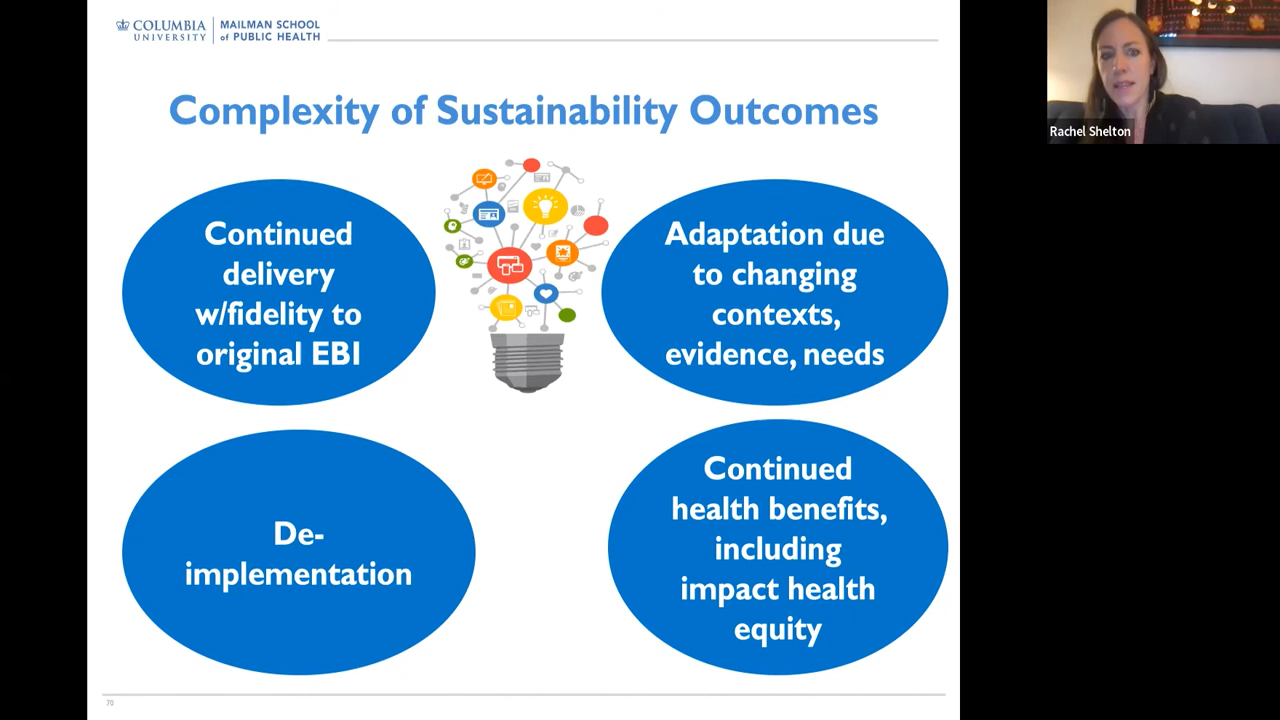 COLUMBIA
UNIVERSITY
MAILMAN SCHOOL
of PUBLIC HEALTH
Rachel Shelton
Complexity of Sustainability Outcomes
Continued
delivery
w/fidelity to
original EBI
Adaptation due
to changing
contexts,
evidence, needs
De-
implementation
Continued
health benefits,
including
impact health
equity
70